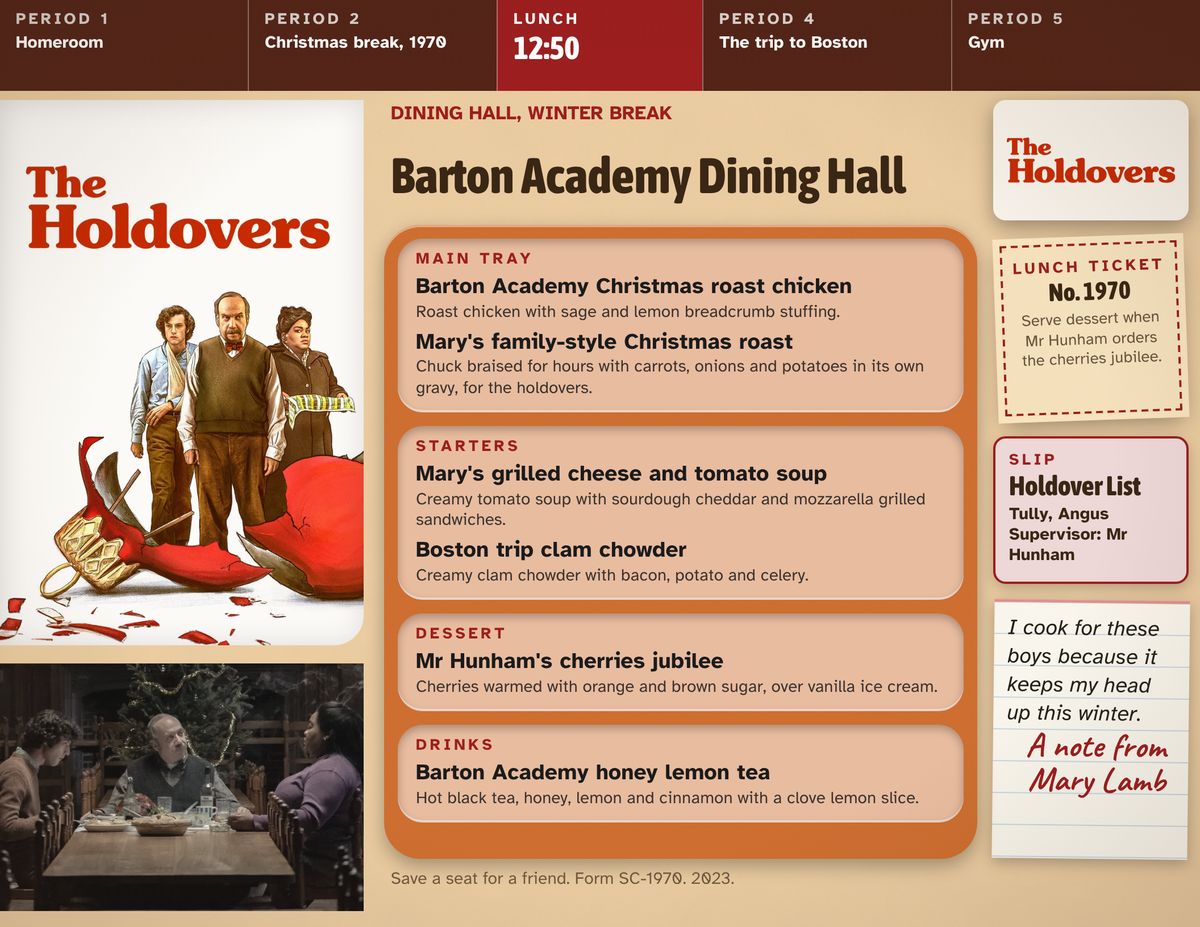 PERIOD 1
Homeroom
PERIOD 2
Christmas break, 1970
LUNCH
12:50
PERIOD 4
The trip to Boston
PERIOD 5
Gym
The
Holdovers
DINING HALL, WINTER BREAK
Barton Academy Dining Hall
MAIN TRAY
Barton Academy Christmas roast chicken
Roast chicken with sage and lemon breadcrumb stuffing.
Mary's family-style Christmas roast
Chuck braised for hours with carrots, onions and potatoes in its own
gravy, for the holdovers.
STARTERS
Mary's grilled cheese and tomato soup
Creamy tomato soup with sourdough cheddar and mozzarella grilled
sandwiches.
Boston trip clam chowder
Creamy clam chowder with bacon, potato and celery.
DESSERT
Mr Hunham's cherries jubilee
Cherries warmed with orange and brown sugar, over vanilla ice cream.
DRINKS
Barton Academy honey lemon tea
Hot black tea, honey, lemon and cinnamon with a clove lemon slice.
Save a seat for a friend. Form SC-1970. 2023.
The
Holdovers
LUNCH TICKET
No. 1970
Serve dessert when
Mr Hunham orders
the cherries jubilee.
SLIP
Holdover List
Tully, Angus
Supervisor: Mr
Hunham
I cook for these
boys because it
keeps my head
up this winter.
A note from
Mary Lamb